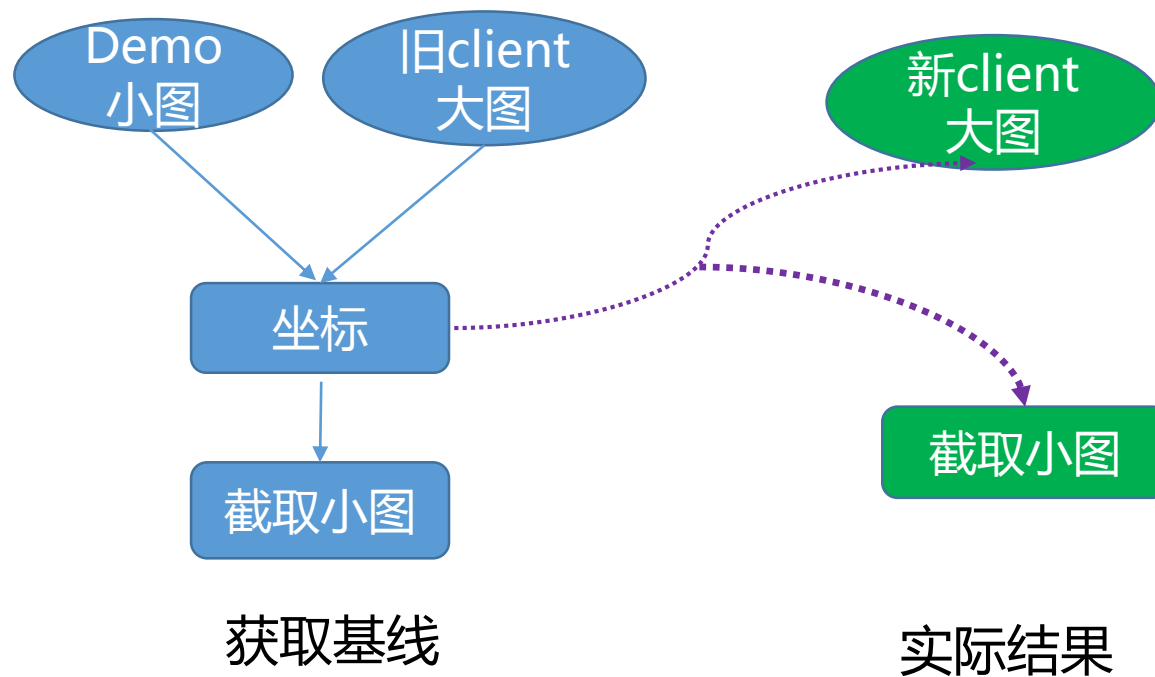 Demo
小图
旧client
大图
新client
大图
坐标
截取小图
截取小图
获取基线
实际结果